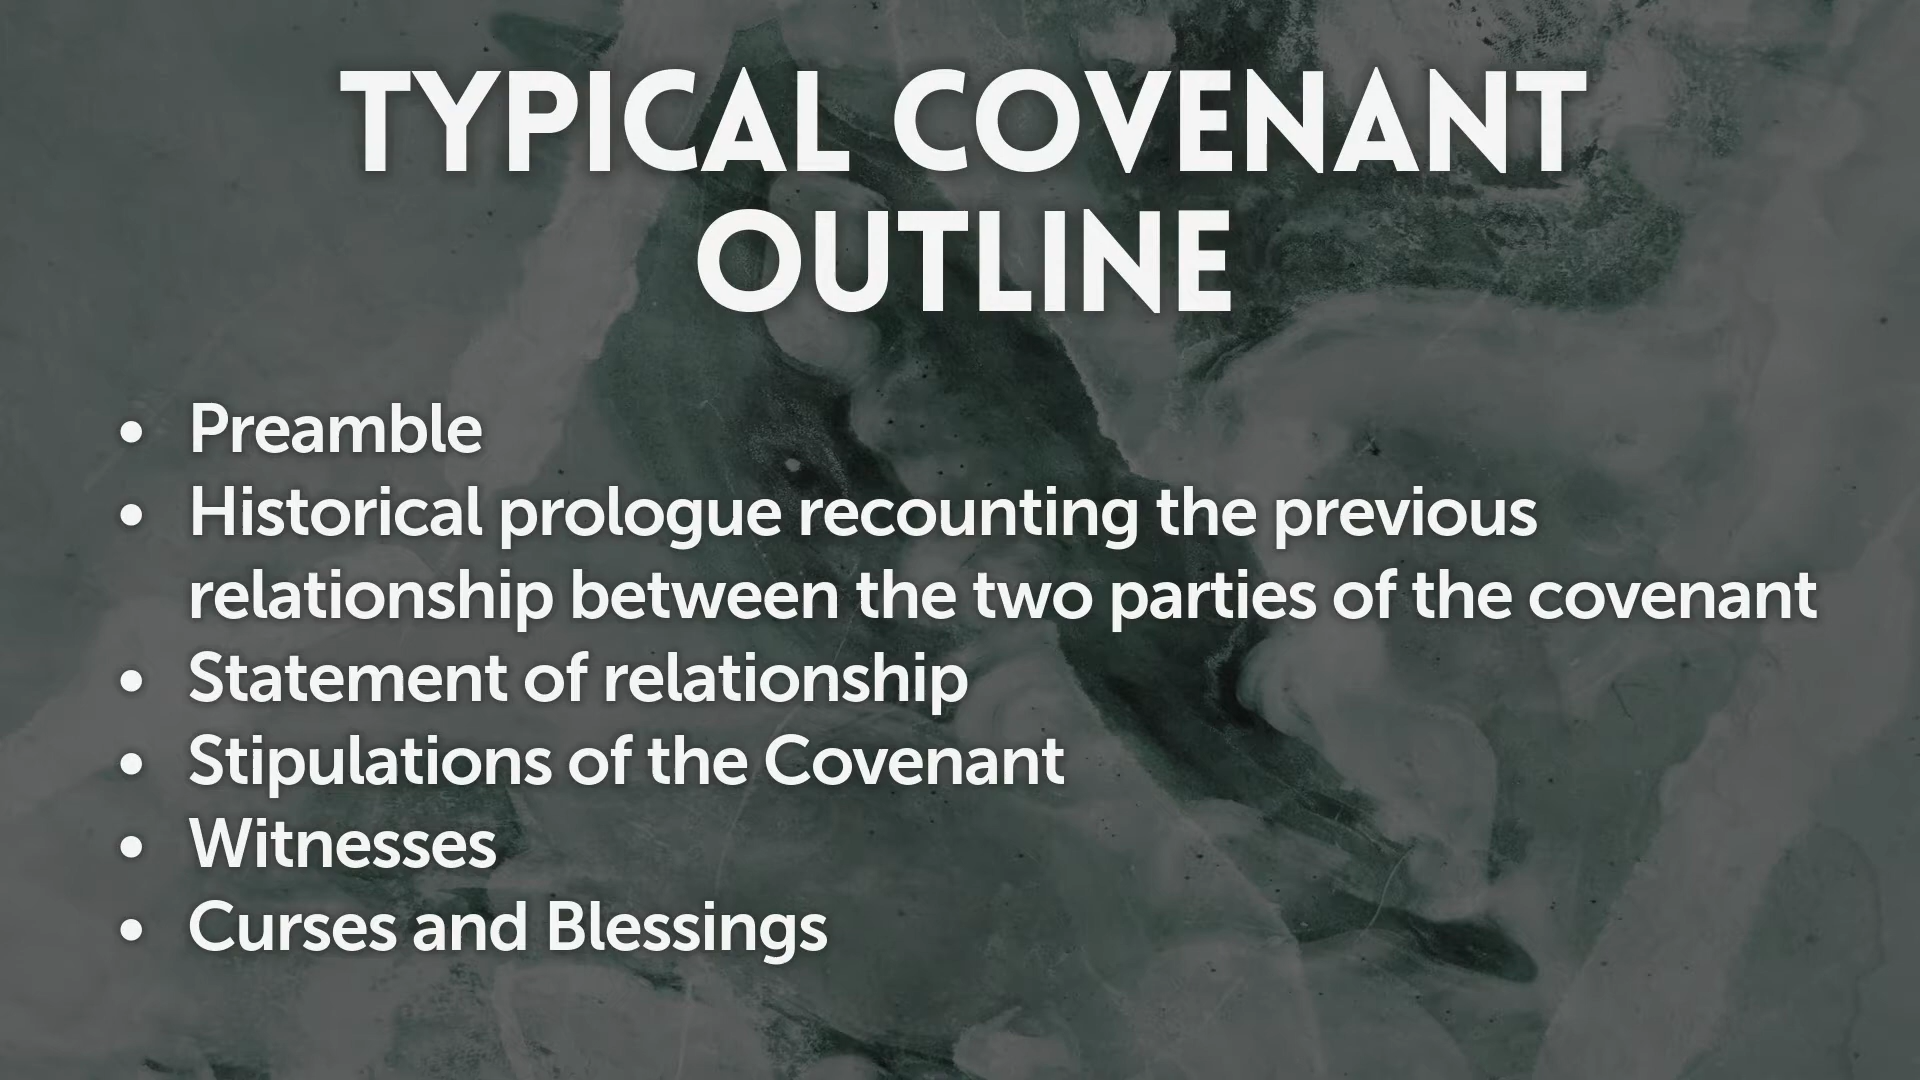 TYPICAL COVENANT
OUTLINE
• Preamble
• Historical prologue recounting the previous
relationship between the two parties of the covenant
• Statement of relationship
• Stipulations of the Covenant
• Witnesses
• Curses and Blessings